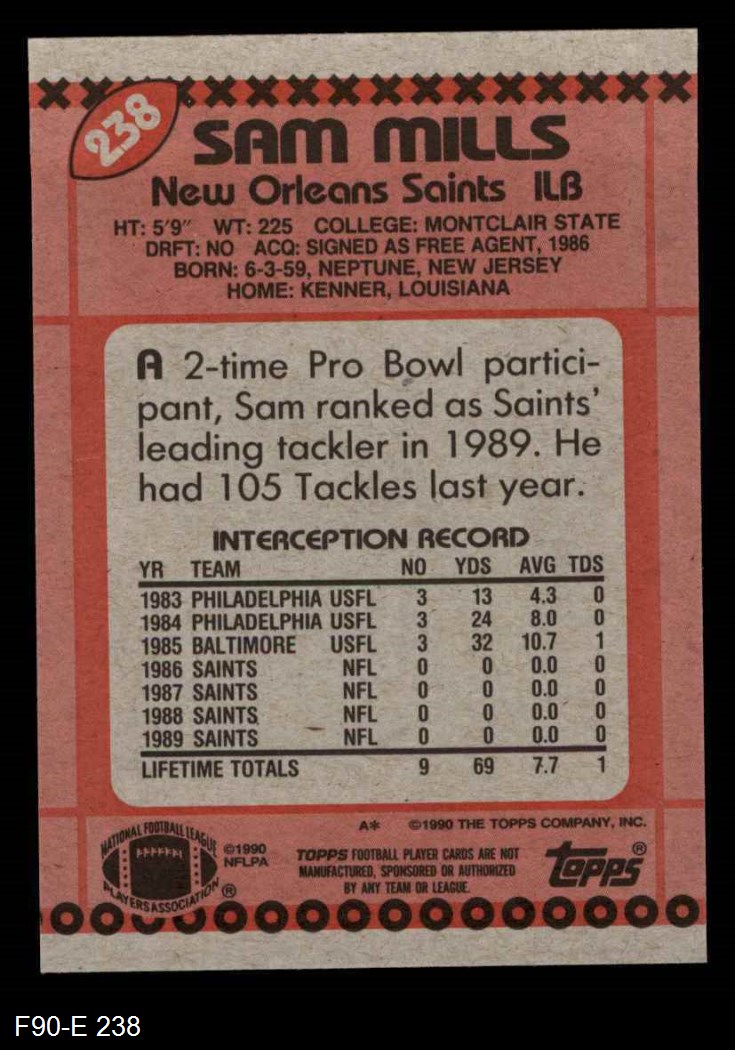 238
SAM MILLS
New Orleans Saints ILB
HT: 5'9" WT: 225 COLLEGE: MONTCLAIR STATE
DRFT: NO ACQ: SIGNED AS FREE AGENT, 1986
BORN: 6-3-59, NEPTUNE, NEW JERSEY
HOME: KENNER, LOUISIANA
A 2-time Pro Bowl partici-
pant, Sam ranked as Saints'
leading tackler in 1989. He
had 105 Tackles last year.
INTERCEPTION RECORD
YR TEAM NO YDS AVG TDS
1983 PHILADELPHIA USFL 3 13 4.3 0
1984 PHILADELPHIA USFL 3 24 8.0 0
1985 BALTIMORE USFL 3 32 10.7 1
1986 SAINTS NFL 0 0 0.0 0
1987 SAINTS NFL 0 0 0.0 0
1988 SAINTS NFL 0 0 0.0 0
1989 SAINTS NFL 0 0 0.0 0
LIFETIME TOTALS 9 69 7.7 1
A* ©1990 THE TOPPS COMPANY, INC.
NATIONAL FOOTBALL LEAGUE
PLAYERS ASSOCIATION ®
©1990
NFLPA
TOPPS FOOTBALL PLAYER CARDS ARE NOT
MANUFACTURED, SPONSORED OR AUTHORIZED
BY ANY TEAM OR LEAGUE.
topps ®
F90-E 238